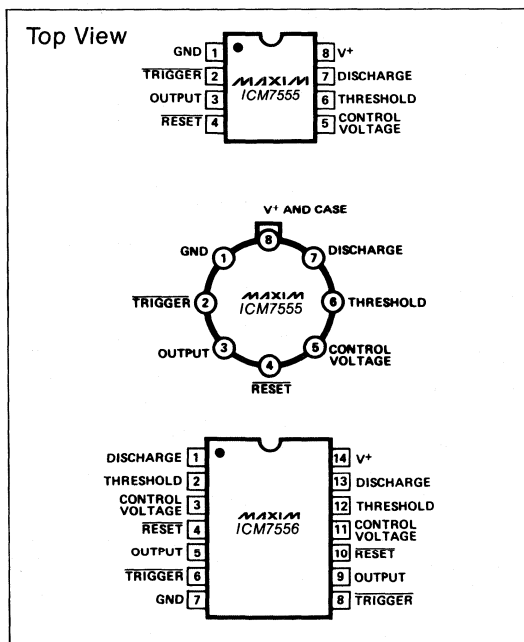 Top View
GND 1
TRIGGER 2
OUTPUT 3
RESET 4
MAXIM
ICM7555
8 V+
7 DISCHARGE
6 THRESHOLD
5 CONTROL
VOLTAGE
V+ AND CASE
8
GND 1
7 DISCHARGE
TRIGGER 2
MAXIM
ICM7555
6 THRESHOLD
OUTPUT 3
5 CONTROL
VOLTAGE
4
RESET
DISCHARGE 1
THRESHOLD 2
CONTROL
VOLTAGE 3
RESET 4
OUTPUT 5
TRIGGER 6
GND 7
MAXIM
ICM7556
14 V+
13 DISCHARGE
12 THRESHOLD
11 CONTROL
VOLTAGE
10 RESET
9 OUTPUT
8 TRIGGER